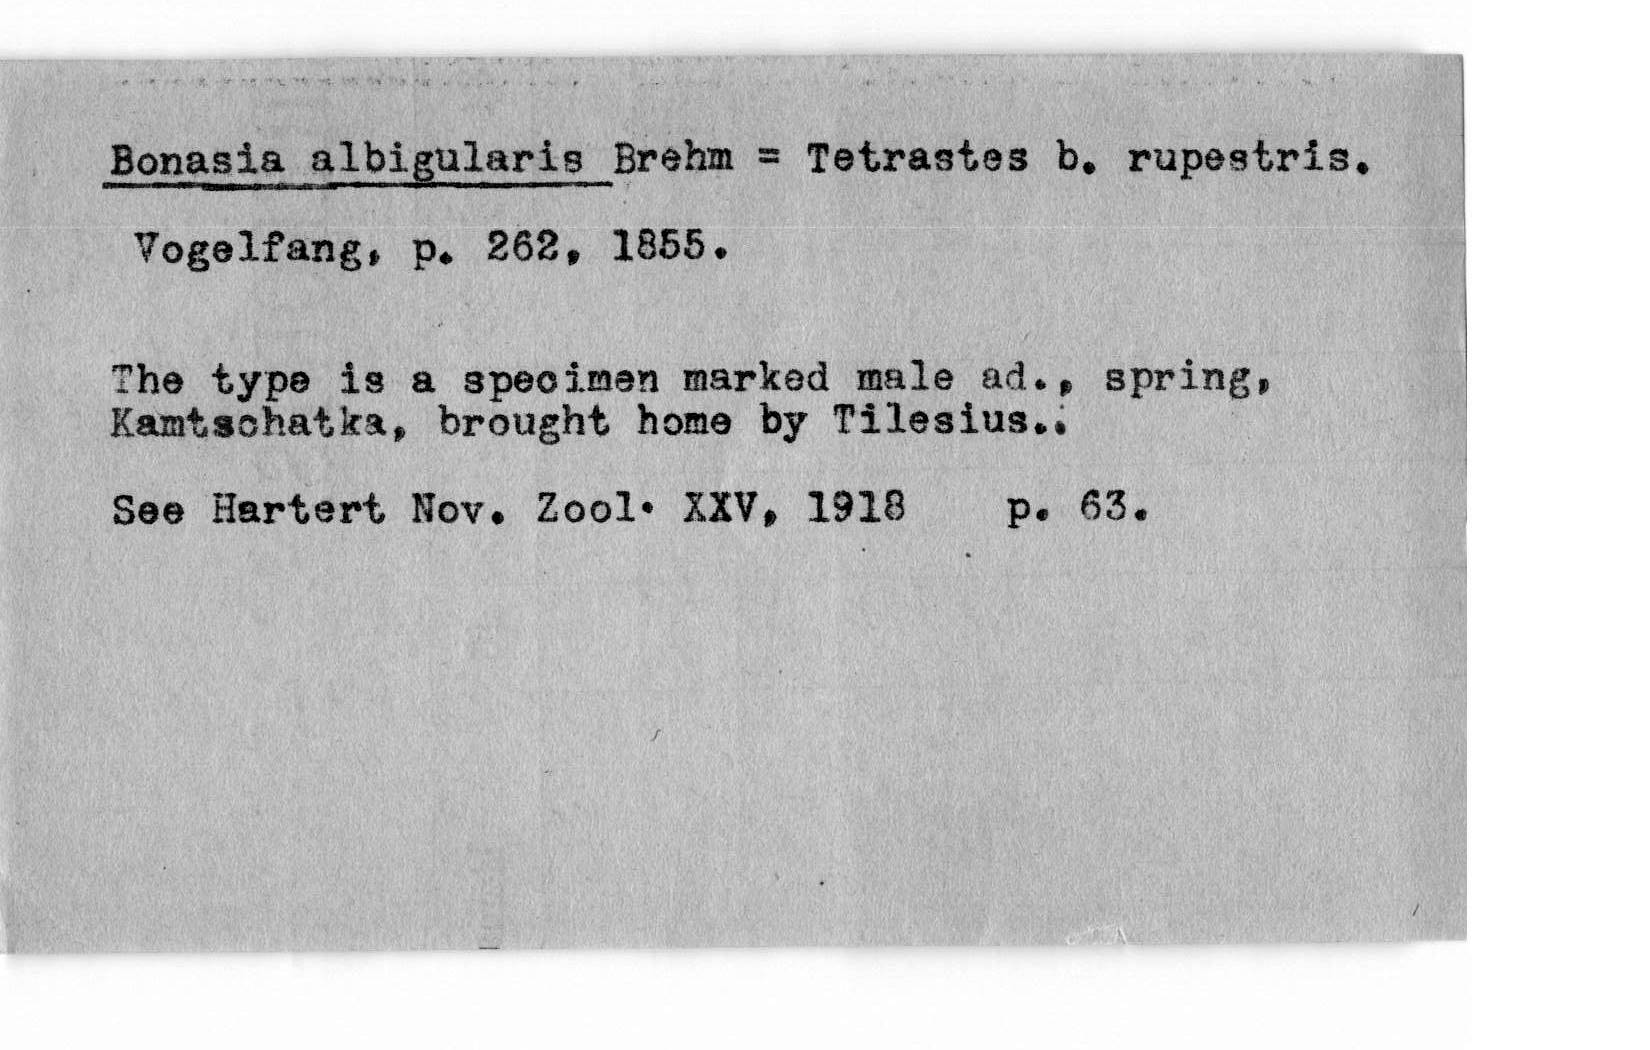 Bonasia albigularis Brehm = Tetrastes b. rupestris.
Vogelfang, p. 262, 1855.
The type is a specimen marked male ad., spring,
Kamtschatka, brought home by Tilesius..
See Hartert Nov. Zool. XXV, 1918 p. 63.